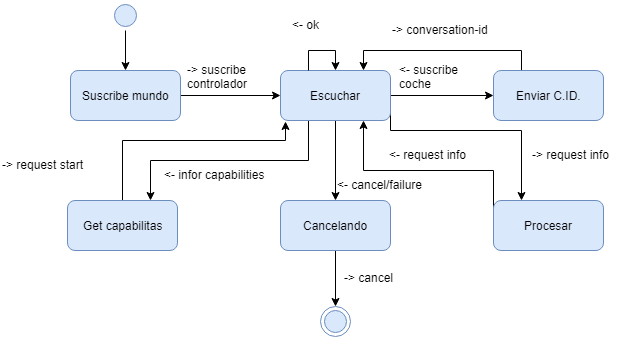 <- ok
-> conversation-id
-> suscribe
controlador
<- suscribe
coche
Suscribe mundo
Escuchar
Enviar C.ID.
-> request start
<- infor capabilities
<- request info
-> request info
<- cancel/failure
Get capabilitas
Cancelando
Procesar
-> cancel